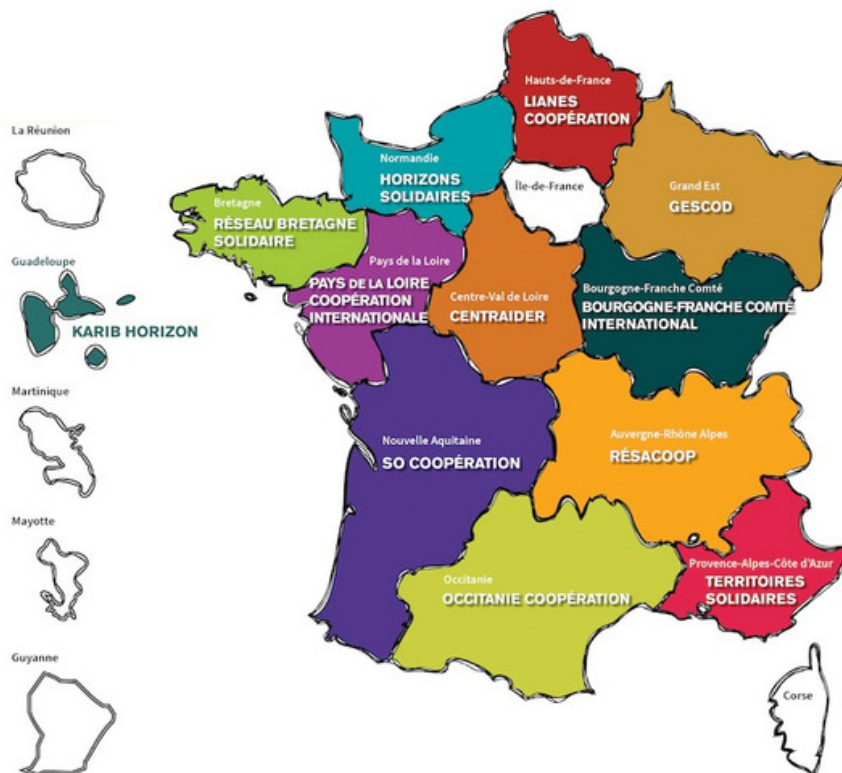 La Réunion
Guadeloupe
KARIB HORIZON
Martinique
Mayotte
Guyanne
Hauts-de-France
LIANES
COOPÉRATION
Normandie
HORIZONS
SOLIDAIRES
Île-de-France
Grand Est
GESCOD
Bretagne
RÉSEAU BRETAGNE
SOLIDAIRE
Pays de la Loire
PAYS DE LA LOIRE
COOPÉRATION
INTERNATIONALE
Centre-Val de Loire
CENTRAIDER
Bourgogne-Franche Comté
BOURGOGNE-FRANCHE COMTÉ
INTERNATIONAL
Nouvelle Aquitaine
SO COOPÉRATION
Auvergne-Rhône Alpes
RÉSACOOP
Occitanie
OCCITANIE COOPÉRATION
Provence-Alpes-Côte d'Azur
TERRITOIRES
SOLIDAIRES
Corse